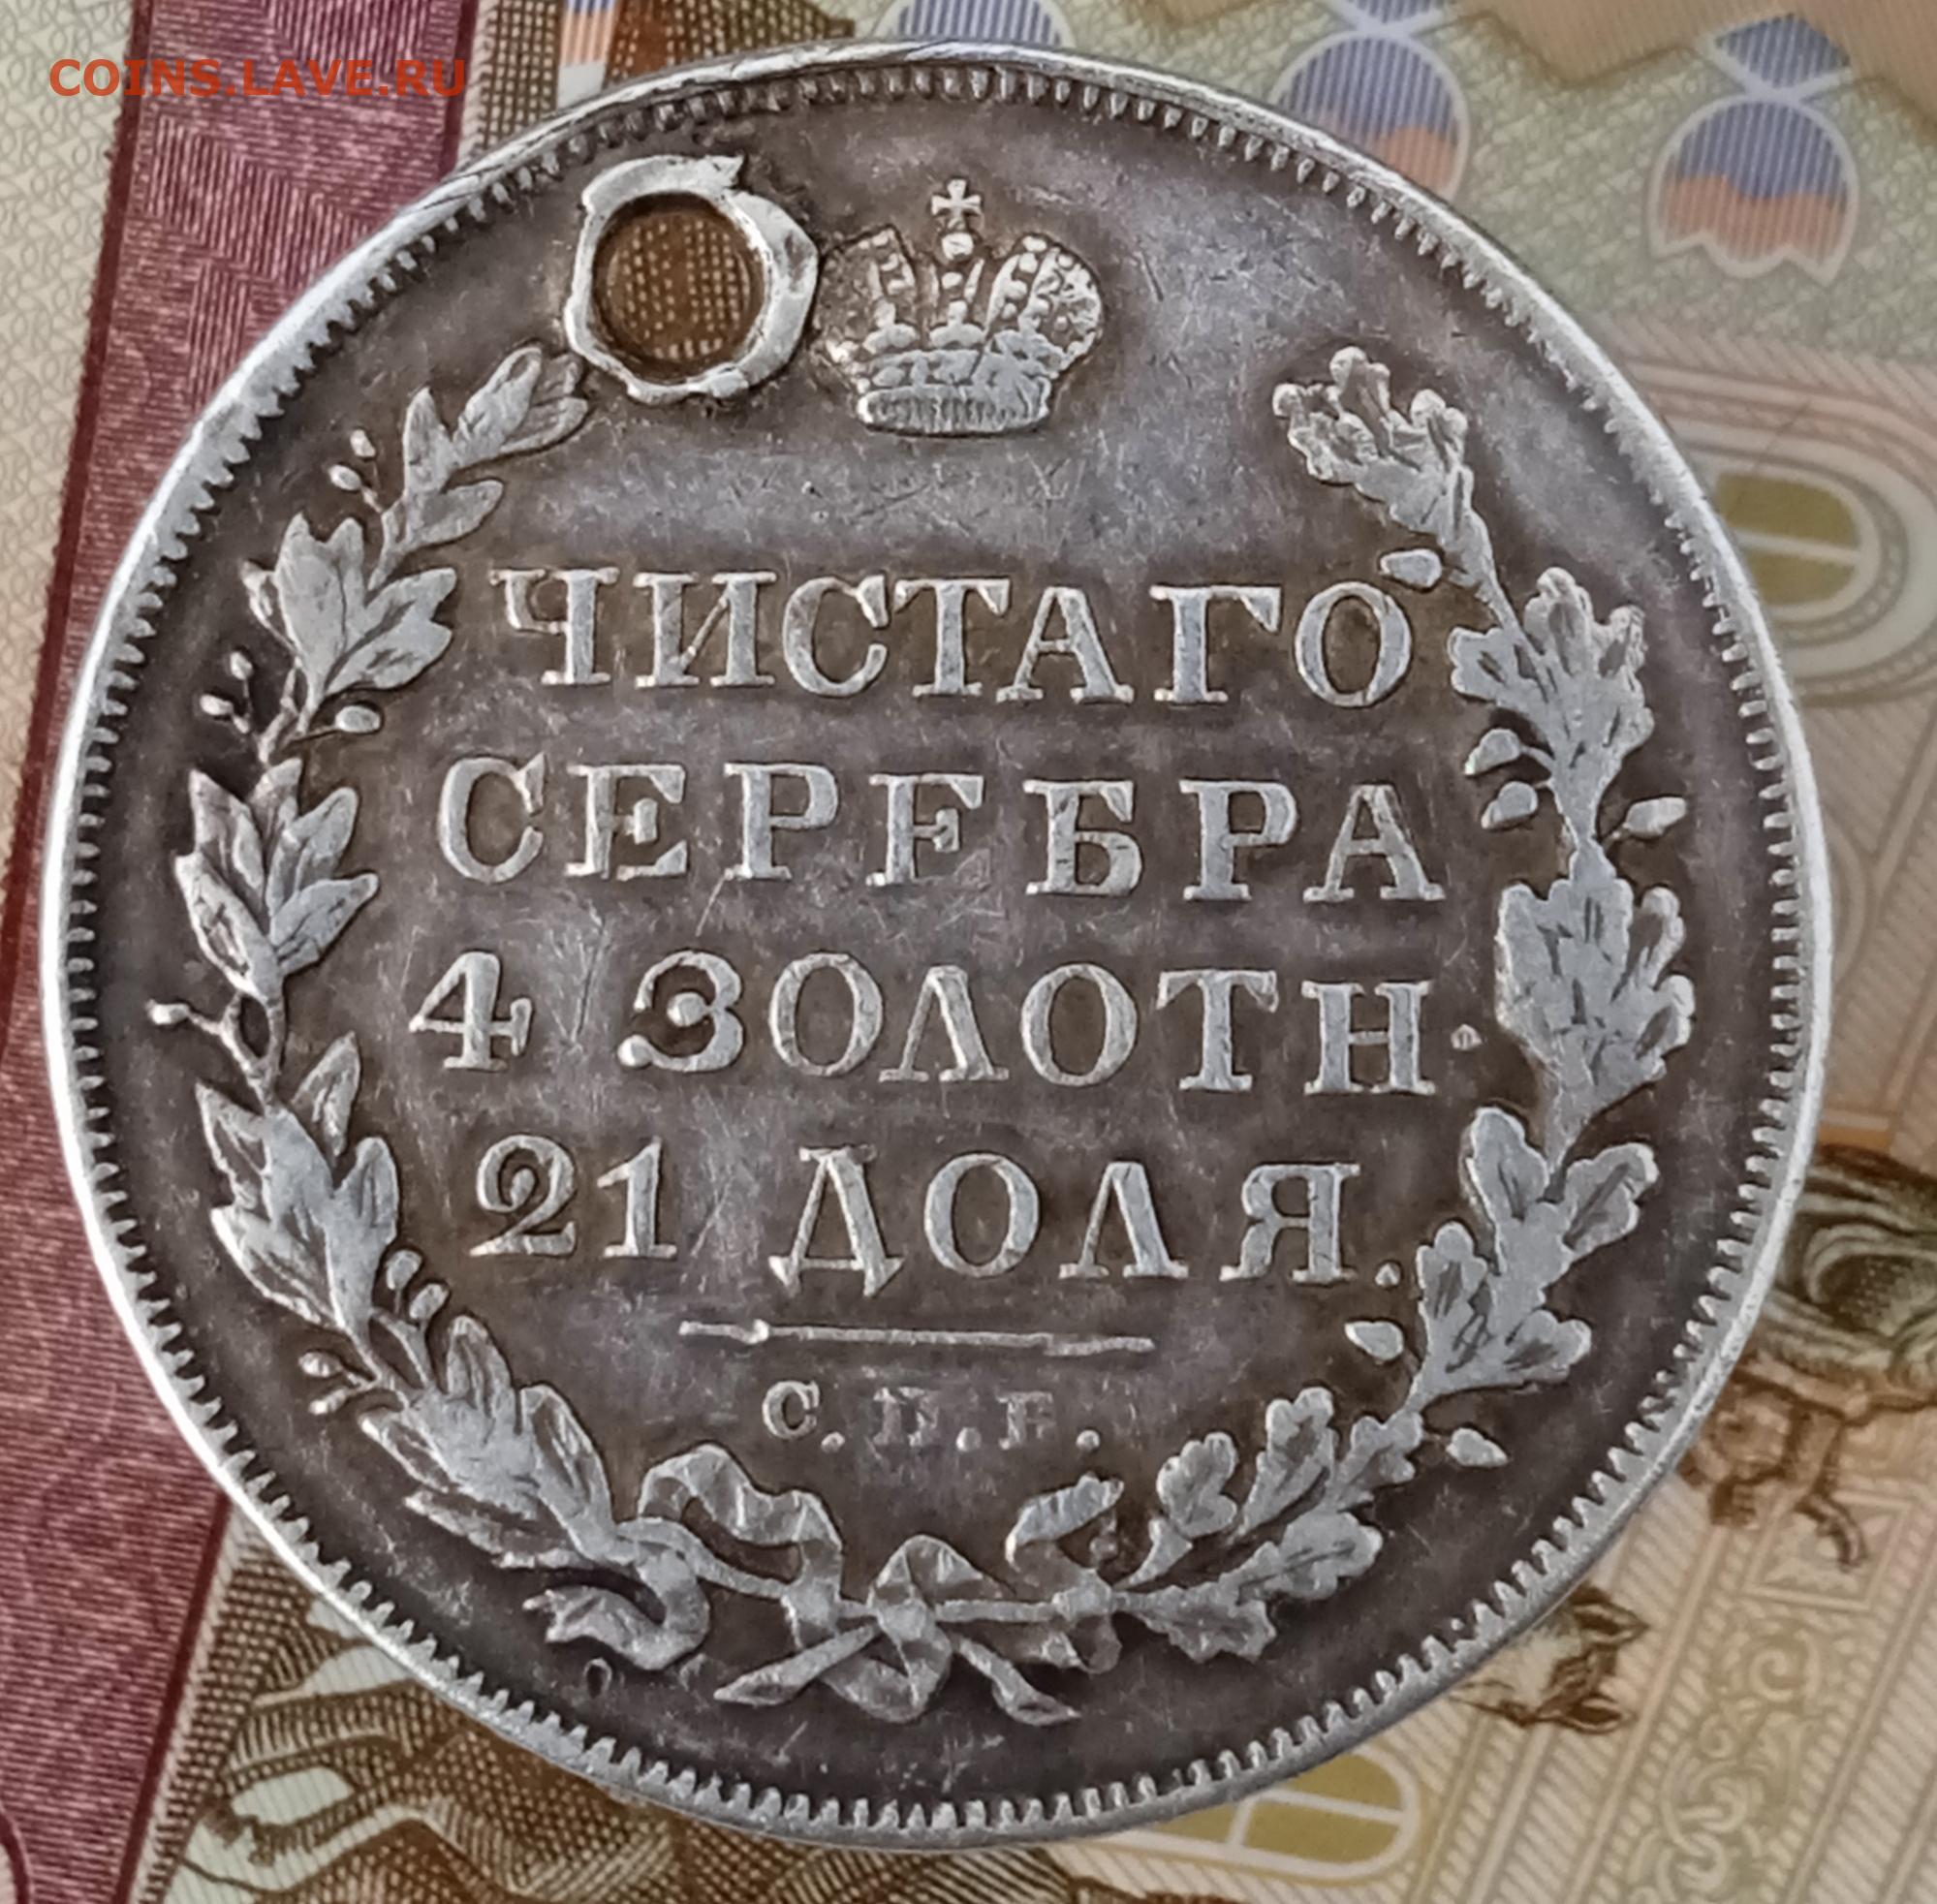 COINS.LAVE.RU
ЧИСТАГО
СЕРЕБРА
4 ЗОЛОТН.
21 ДОЛЯ.
С.П.Б.